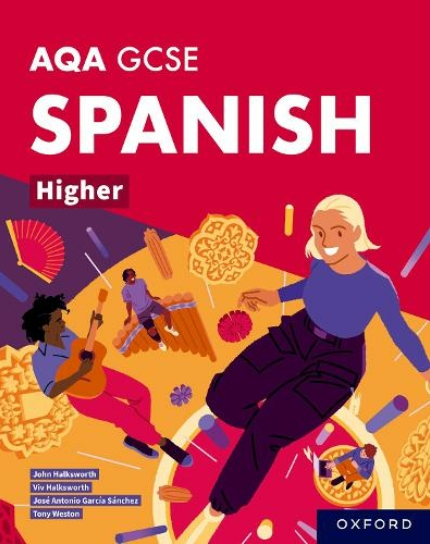 AQA GCSE
SPANISH
Higher
John Halksworth
Viv Halksworth
José Antonio García Sánchez
Tony Weston
OXFORD